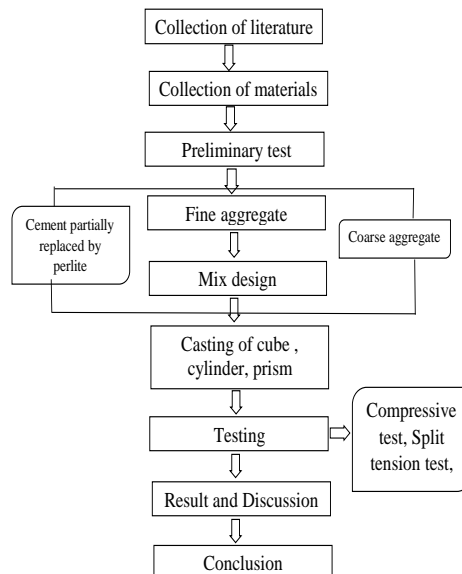 Collection of literature
Collection of materials
Preliminary test
Cement partially
replaced by
perlite
Fine aggregate
Coarse aggregate
Mix design
Casting of cube ,
cylinder, prism
Testing
Compressive
test, Split
tension test,
Result and Discussion
Conclusion